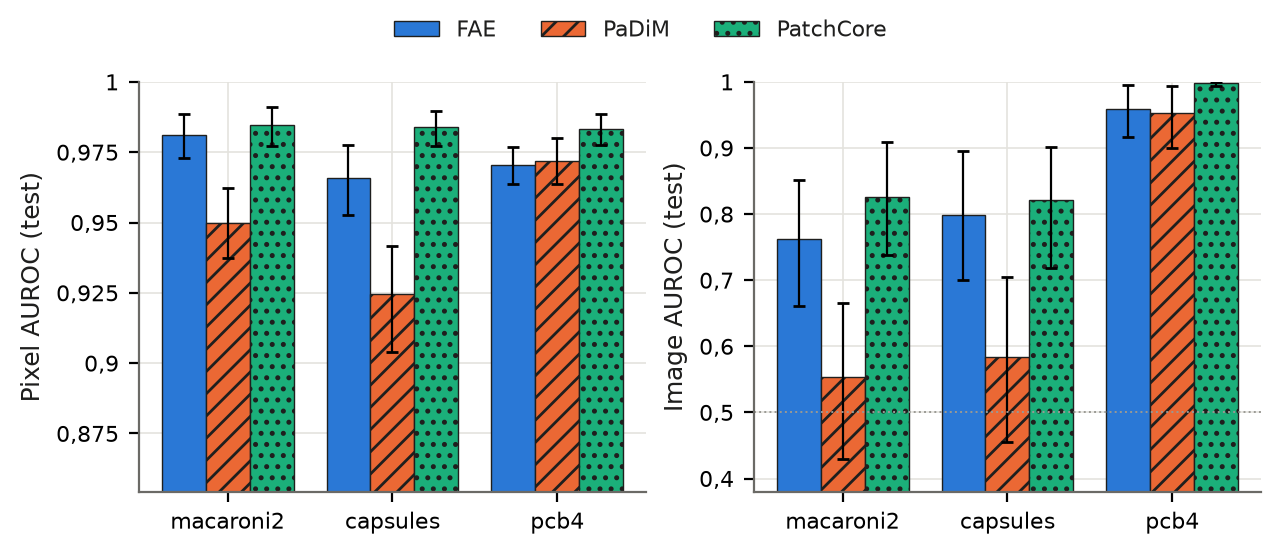 FAE PaDiM PatchCore
Pixel AUROC (test)
1
0,975
0,95
0,925
0,9
0,875
macaroni2 capsules pcb4
Image AUROC (test)
1
0,9
0,8
0,7
0,6
0,5
0,4
macaroni2 capsules pcb4